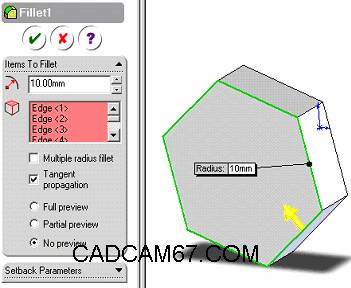 Fillet1
?
Items To Fillet
10.00mm
Edge <1>
Edge <2>
Edge <3>
Edge <4>
Multiple radius fillet
Tangent
propagation
Full preview
Partial preview
No preview
Setback Parameters
Radius: 10mm
CADCAM67.COM